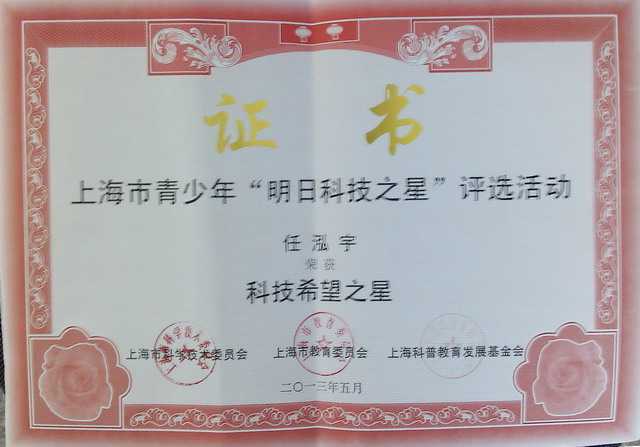 证书
上海市青少年“明日科技之星”评选活动
任泓宇
荣获
科技希望之星
上海市科学技术委员会 上海市教育委员会 上海科普教育发展基金会
二〇一三年五月